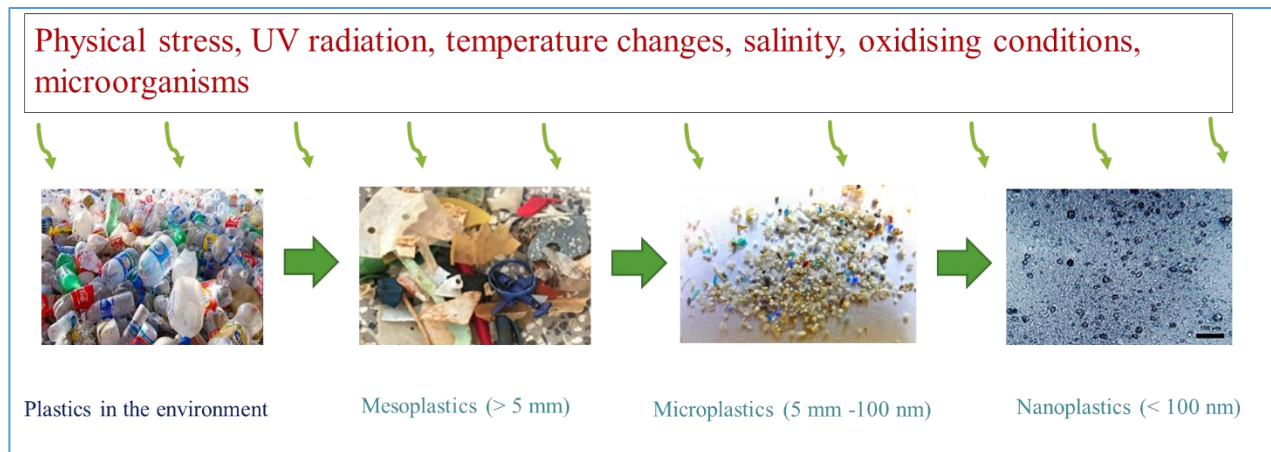 Physical stress, UV radiation, temperature changes, salinity, oxidising conditions,
microorganisms
Plastics in the environment
Mesoplastics (> 5 mm)
Microplastics (5 mm -100 nm)
Nanoplastics (< 100 nm)